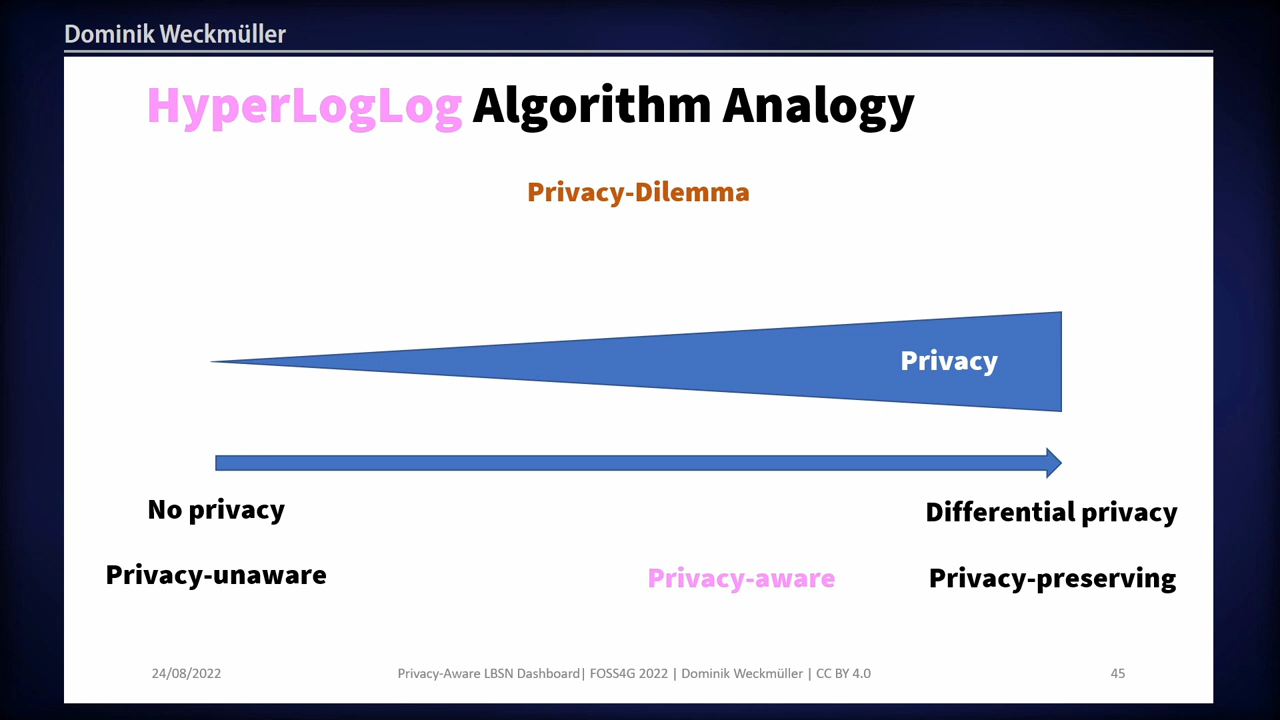 Dominik Weckmüller
HyperLogLog Algorithm Analogy
Privacy-Dilemma
Privacy
No privacy
Differential privacy
Privacy-unaware
Privacy-aware
Privacy-preserving
24/08/2022
Privacy-Aware LBSN Dashboard| FOSS4G 2022 | Dominik Weckmüller | CC BY 4.0
45